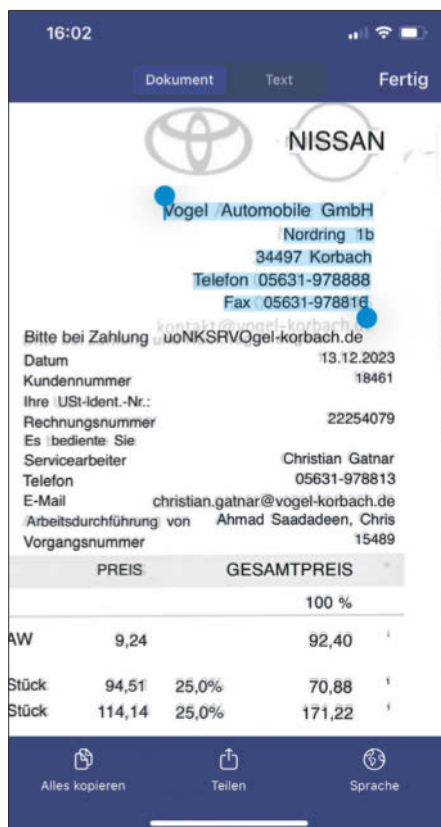 16:02
Dokument Text Fertig
NISSAN
Vogel Automobile GmbH
Nordring 1b
34497 Korbach
Telefon 05631-978888
Fax 05631-978816
kontakt@vogel-korbach.de
Bitte bei Zahlung uoNKSRVOgel-korbach.de
Datum 13.12.2023
Kundennummer 18461
Ihre USt-Ident.-Nr.:
Rechnungsnummer 22254079
Es bediente Sie
Servicearbeiter Christian Gatnar
Telefon 05631-978813
E-Mail christian.gatnar@vogel-korbach.de
Arbeitsdurchführung von Ahmad Saadadeen, Chris
Vorgangsnummer 15489
PREIS GESAMTPREIS
100 %
AW 9,24 92,40
Stück 94,51 25,0% 70,88
Stück 114,14 25,0% 171,22
Alles kopieren Teilen Sprache